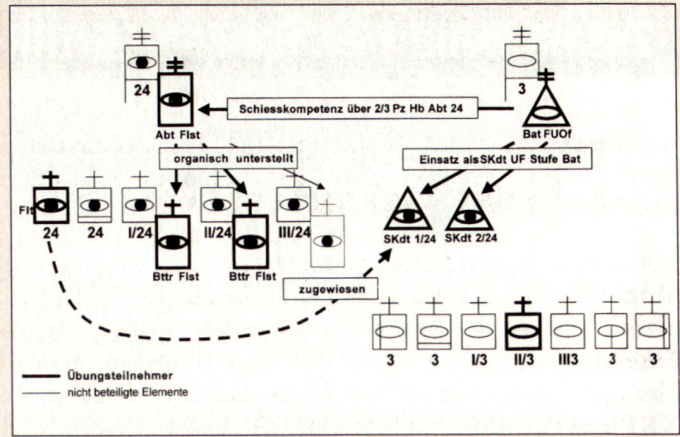 24
3
Schiesskompetenz über 2/3 Pz Hb Abt 24
Abt Flst
Bat FUOf
organisch unterstellt
Einsatz alsSKdt UF Stufe Bat
Flt
24
24
I/24
II/24
III/24
Bttr Flst
Bttr Flst
SKdt 1/24
SKdt 2/24
zugewiesen
3
3
I/3
II/3
III3
3
3
Übungsteilnehmer
nicht beteiligte Elemente